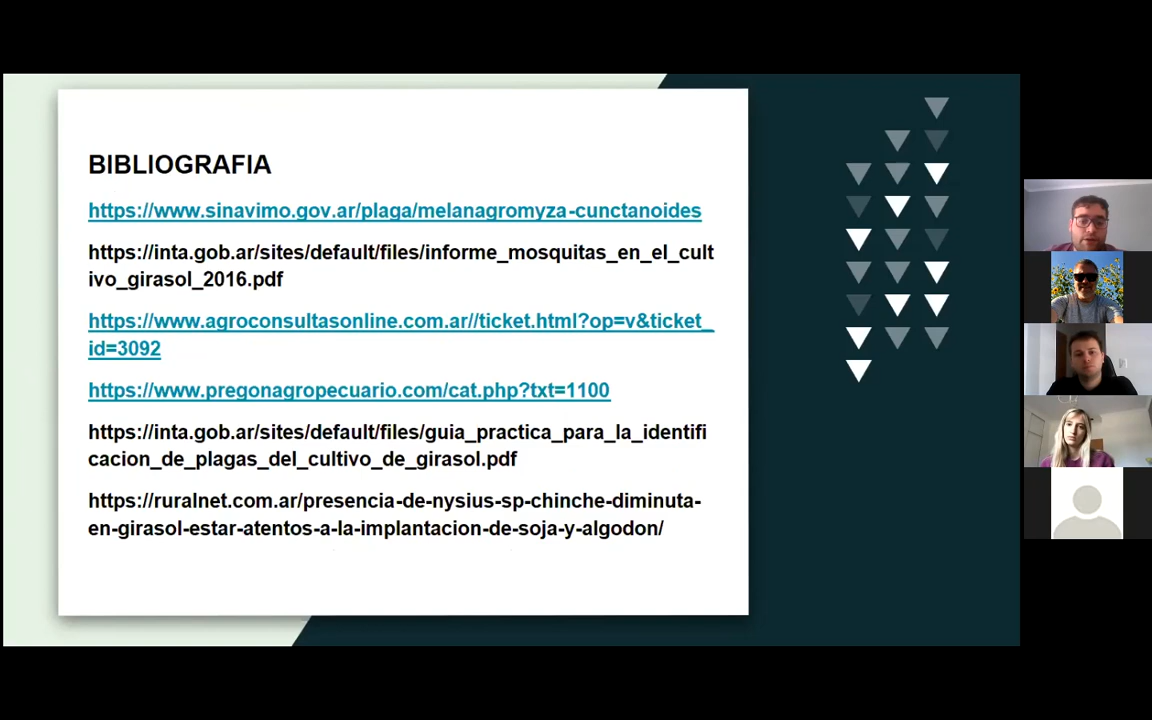 BIBLIOGRAFIA
https://www.sinavimo.gov.ar/plaga/melanagromyza-cunctanoides
https://inta.gob.ar/sites/default/files/informe_mosquitas_en_el_cult
ivo_girasol_2016.pdf
https://www.agroconsultasonline.com.ar//ticket.html?op=v&ticket_
id=3092
https://www.pregonagropecuario.com/cat.php?txt=1100
https://inta.gob.ar/sites/default/files/guia_practica_para_la_identifi
cacion_de_plagas_del_cultivo_de_girasol.pdf
https://ruralnet.com.ar/presencia-de-nysius-sp-chinche-diminuta-
en-girasol-estar-atentos-a-la-implantacion-de-soja-y-algodon/